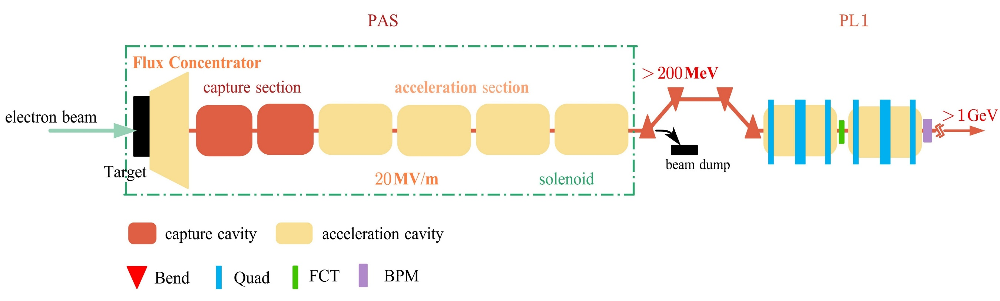 PAS
PL1
Flux Concentrator
> 200 MeV
capture section
acceleration section
electron beam
> 1 GeV
Target
beam dump
20 MV/m
solenoid
capture cavity
acceleration cavity
Bend
Quad
FCT
BPM